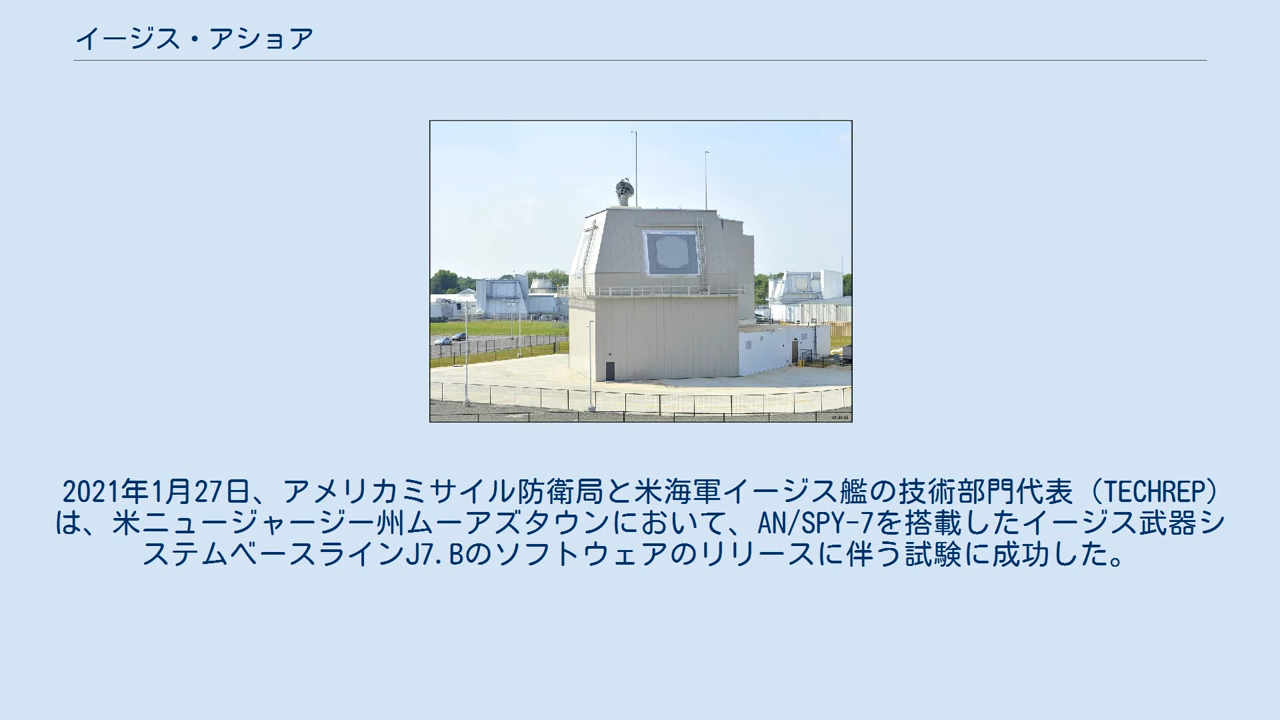 イージス・アショア
2021年1月27日、アメリカミサイル防衛局と米海軍イージス艦の技術部門代表（TECHREP）
は、米ニュージャージー州ムーアズタウンにおいて、AN/SPY-7を搭載したイージス武器シ
ステムベースラインJ7.Bのソフトウェアのリリースに伴う試験に成功した。